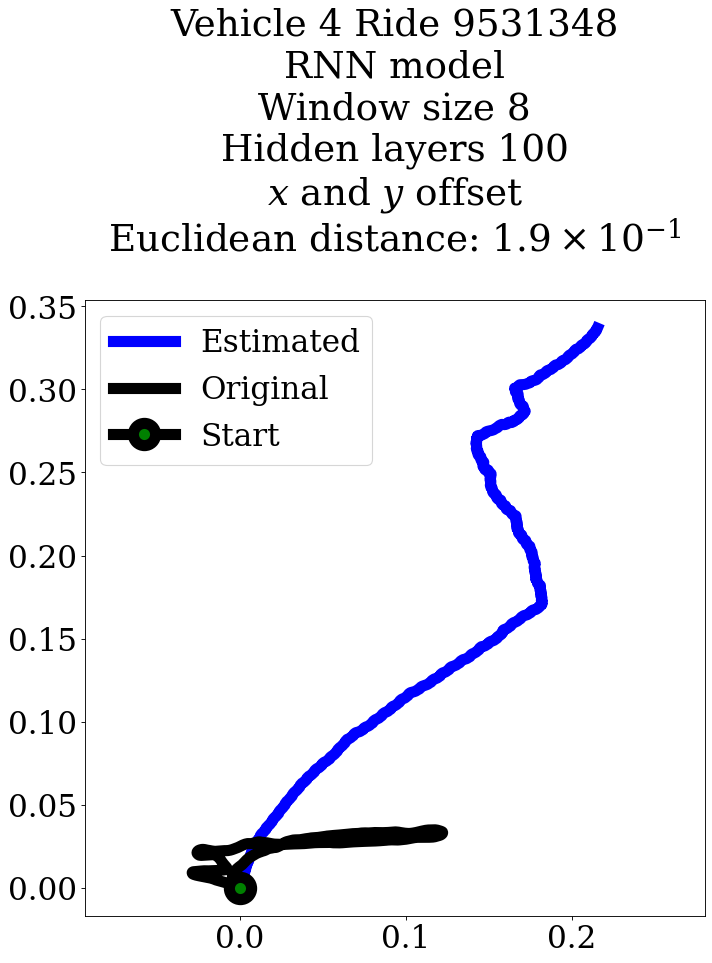 Vehicle 4 Ride 9531348
RNN model
Window size 8
Hidden layers 100
x and y offset
Euclidean distance: 1.9 × 10⁻¹
Estimated
Original
Start
0.35
0.30
0.25
0.20
0.15
0.10
0.05
0.00
0.0 0.1 0.2